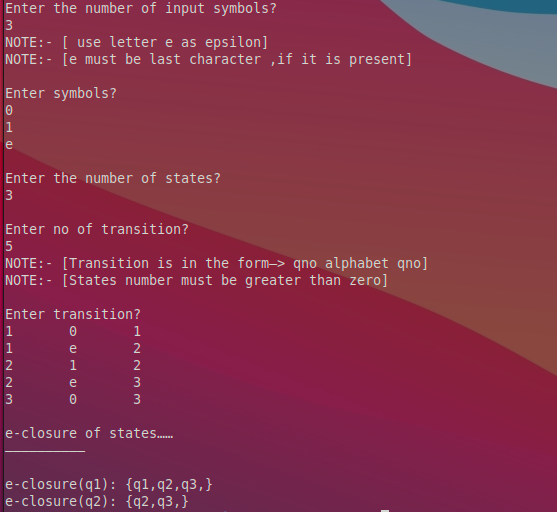 Enter the number of input symbols?
3
NOTE:- [ use letter e as epsilon]
NOTE:- [e must be last character ,if it is present]
Enter symbols?
0
1
e
Enter the number of states?
3
Enter no of transition?
5
NOTE:- [Transition is in the form–> qno alphabet qno]
NOTE:- [States number must be greater than zero]
Enter transition?
1 0 1
1 e 2
2 1 2
2 e 3
3 0 3
e-closure of states……
——————————
e-closure(q1): {q1,q2,q3,}
e-closure(q2): {q2,q3,}